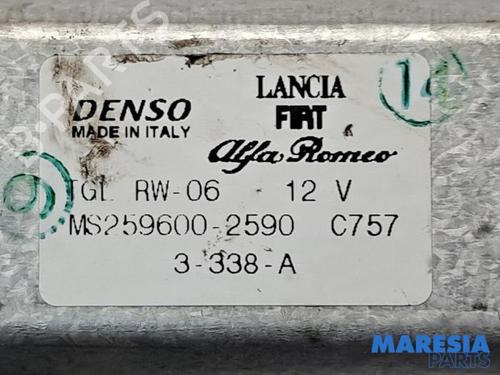 DENSO
MADE IN ITALY
LANCIA
FIAT
Alfa Romeo
14
TGL RW-06 12 V
MS259600-2590 C757
3-338-A
MARESIA
PARTS